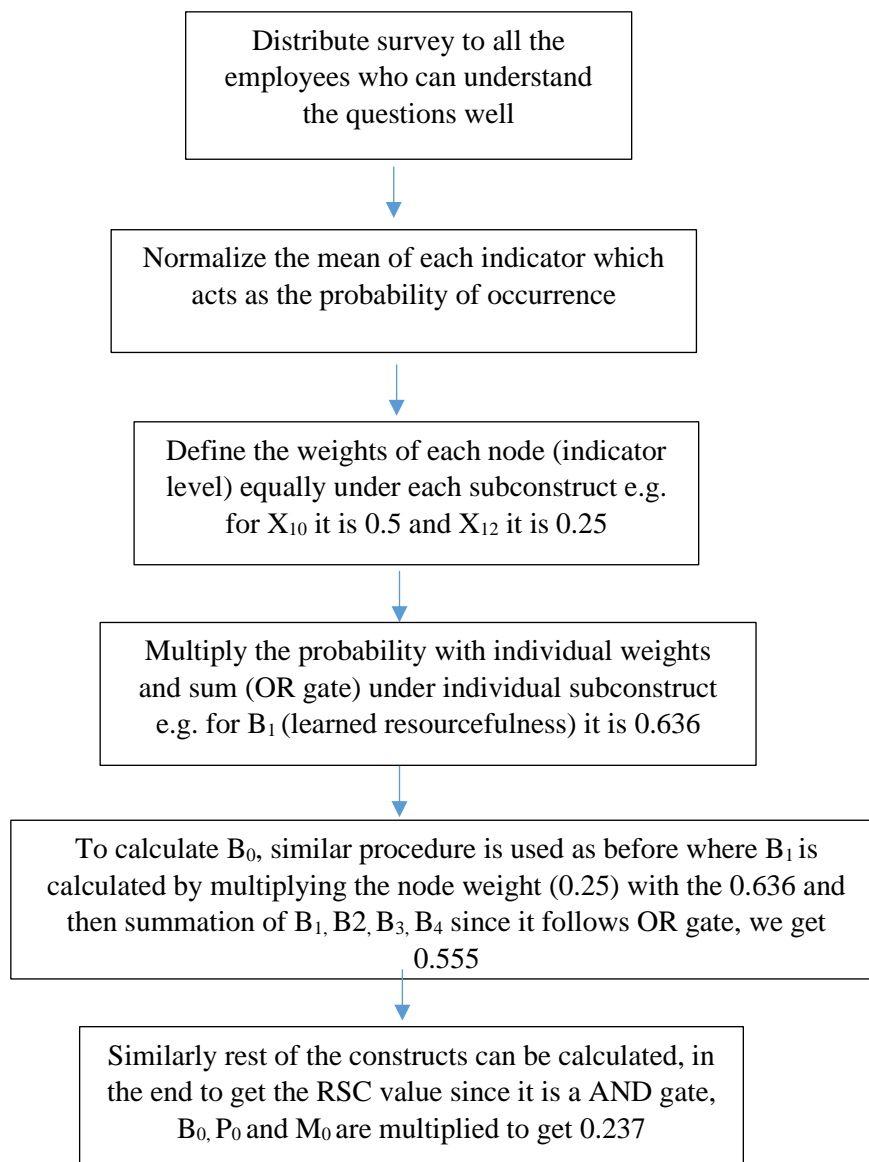 Distribute survey to all the
employees who can understand
the questions well
Normalize the mean of each indicator which
acts as the probability of occurrence
Define the weights of each node (indicator
level) equally under each subconstruct e.g.
for X₁₀ it is 0.5 and X₁₂ it is 0.25
Multiply the probability with individual weights
and sum (OR gate) under individual subconstruct
e.g. for B₁ (learned resourcefulness) it is 0.636
To calculate B₀, similar procedure is used as before where B₁ is
calculated by multiplying the node weight (0.25) with the 0.636 and
then summation of B₁, B2, B₃, B₄ since it follows OR gate, we get
0.555
Similarly rest of the constructs can be calculated, in
the end to get the RSC value since it is a AND gate,
B₀, P₀ and M₀ are multiplied to get 0.237